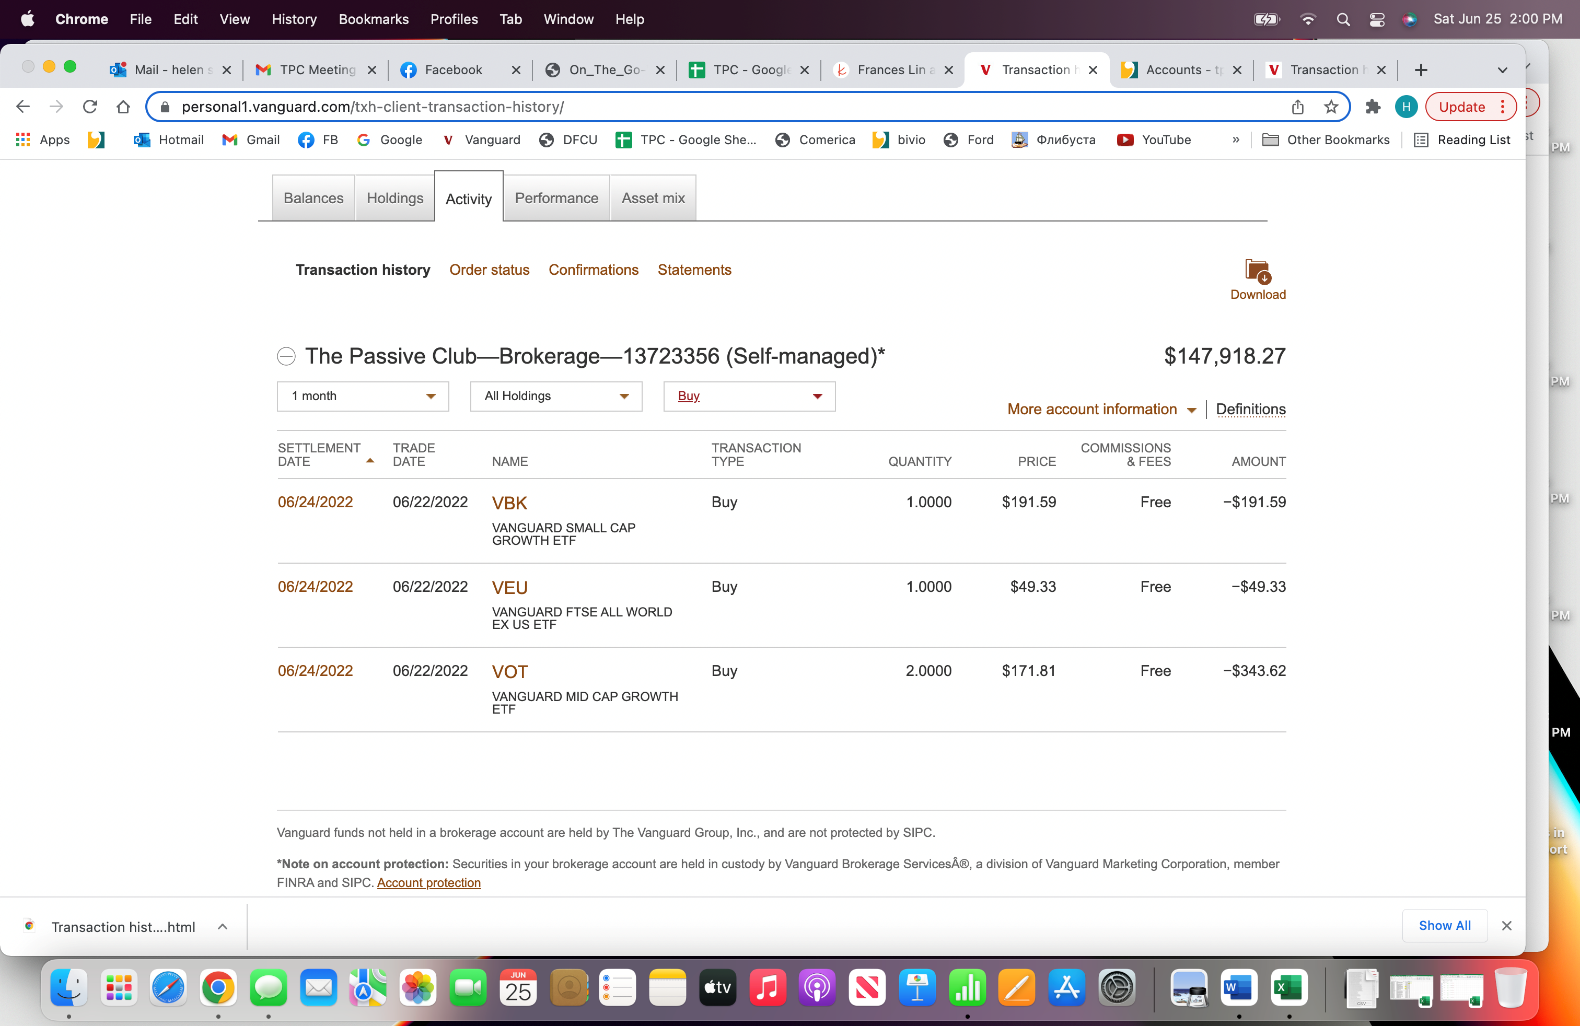 Chrome File Edit View History Bookmarks Profiles Tab Window Help Sat Jun 25 2:00 PM
Mail - helen s TPC Meeting Facebook On_The_Go- TPC - Google Frances Lin a Transaction h Accounts - tp Transaction h
personal1.vanguard.com/txh-client-transaction-history/ H Update
Apps Hotmail Gmail FB Google Vanguard DFCU TPC - Google She... Comerica bivio Ford Флибуста YouTube » Other Bookmarks Reading List
Balances Holdings Activity Performance Asset mix
Transaction history Order status Confirmations Statements
Download
The Passive Club—Brokerage—13723356 (Self-managed)* $147,918.27
1 month All Holdings Buy
More account information Definitions
SETTLEMENT DATE TRADE DATE NAME TRANSACTION TYPE QUANTITY PRICE COMMISSIONS & FEES AMOUNT
06/24/2022 06/22/2022 VBK Buy 1.0000 $191.59 Free −$191.59
VANGUARD SMALL CAP
GROWTH ETF
06/24/2022 06/22/2022 VEU Buy 1.0000 $49.33 Free −$49.33
VANGUARD FTSE ALL WORLD
EX US ETF
06/24/2022 06/22/2022 VOT Buy 2.0000 $171.81 Free −$343.62
VANGUARD MID CAP GROWTH
ETF
Vanguard funds not held in a brokerage account are held by The Vanguard Group, Inc., and are not protected by SIPC.
*Note on account protection: Securities in your brokerage account are held in custody by Vanguard Brokerage ServicesÂ®, a division of Vanguard Marketing Corporation, member
FINRA and SIPC. Account protection
Transaction hist....html Show All
PM
PM
PM
PM
PM
in
ort
JUN
25
tv
W
X